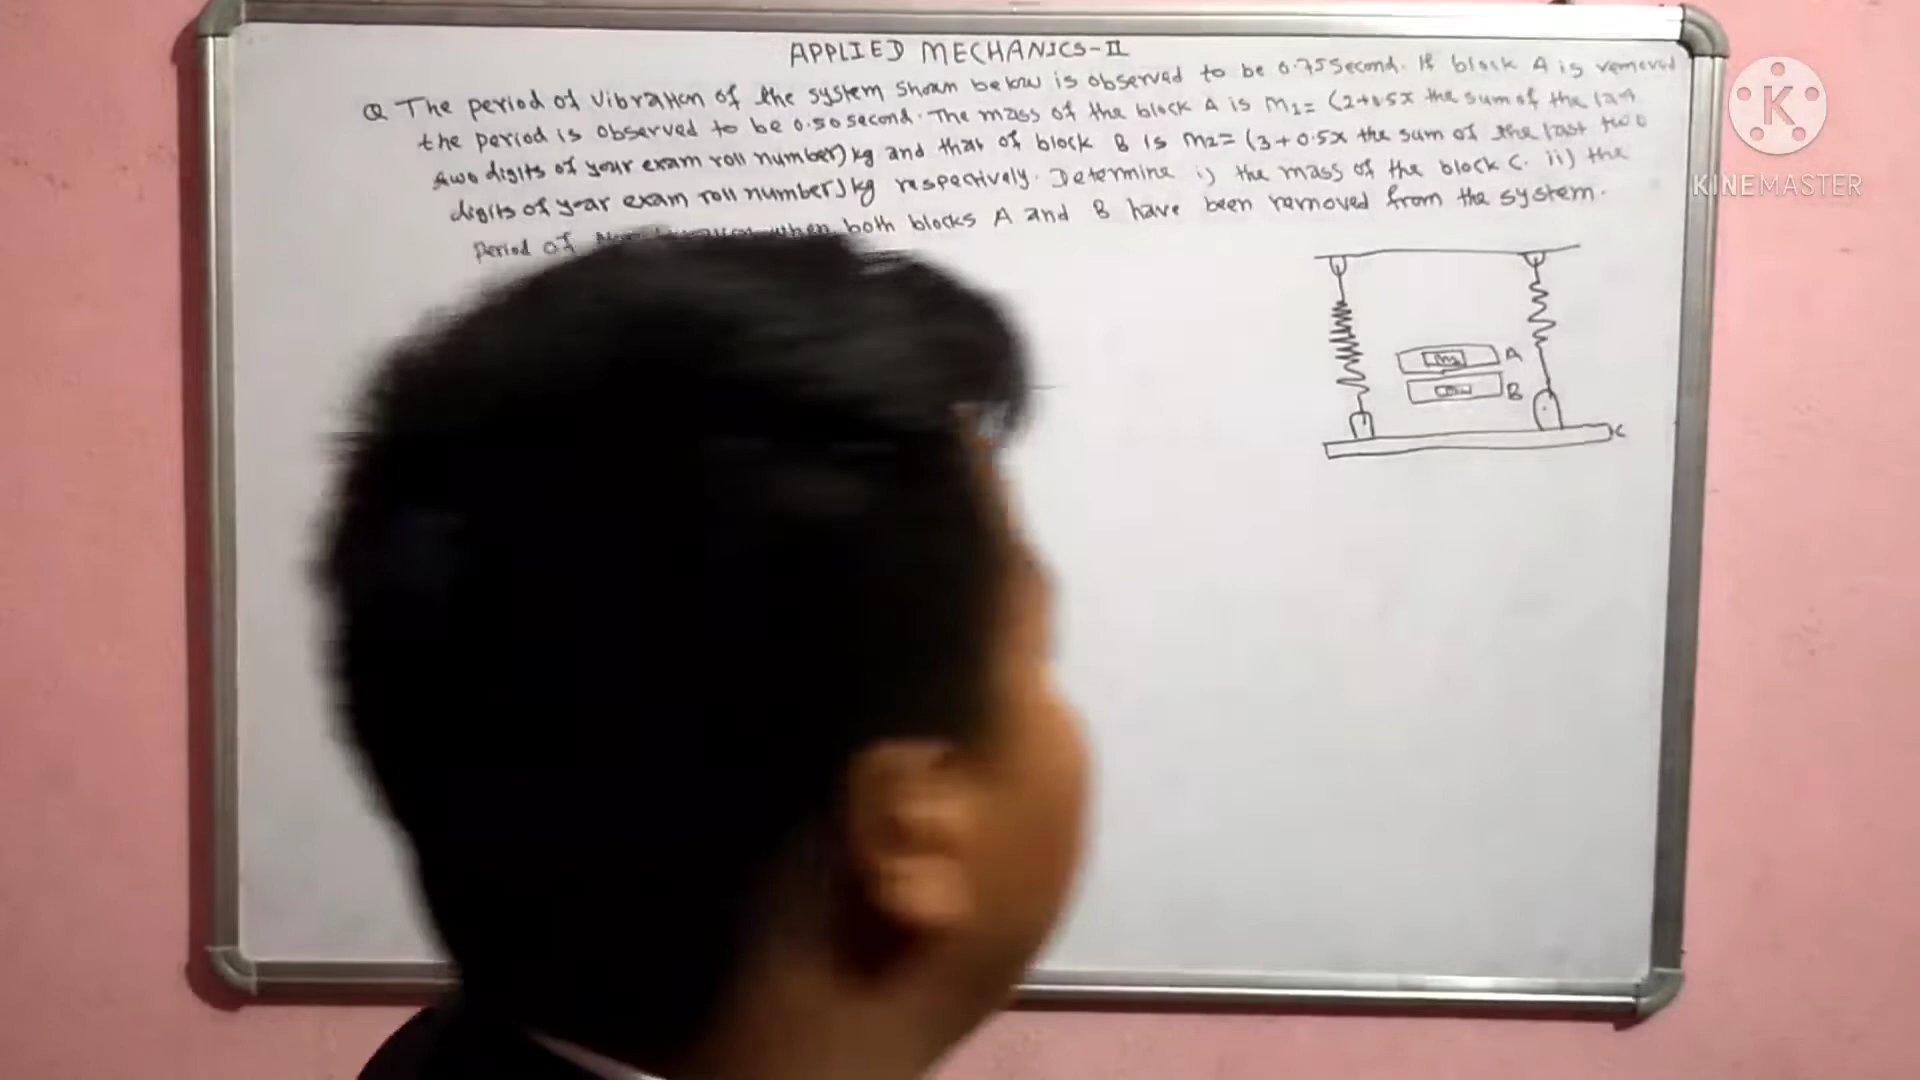 APPLIED MECHANICS-II
Q The period of vibration of the system shown below is observed to be 0.75 second. If block A is removed
the period is observed to be 0.50 second. The mass of the block A is m1= (2+0.5x the sum of the last
two digits of your exam roll number) kg and that of block B is m2= (3+0.5x the sum of the last two
digits of year exam roll number) kg respectively. Determine i) the mass of the block C. ii) the
period of when both blocks A and B have been removed from the system.
A
B
C
K
KINEMASTER